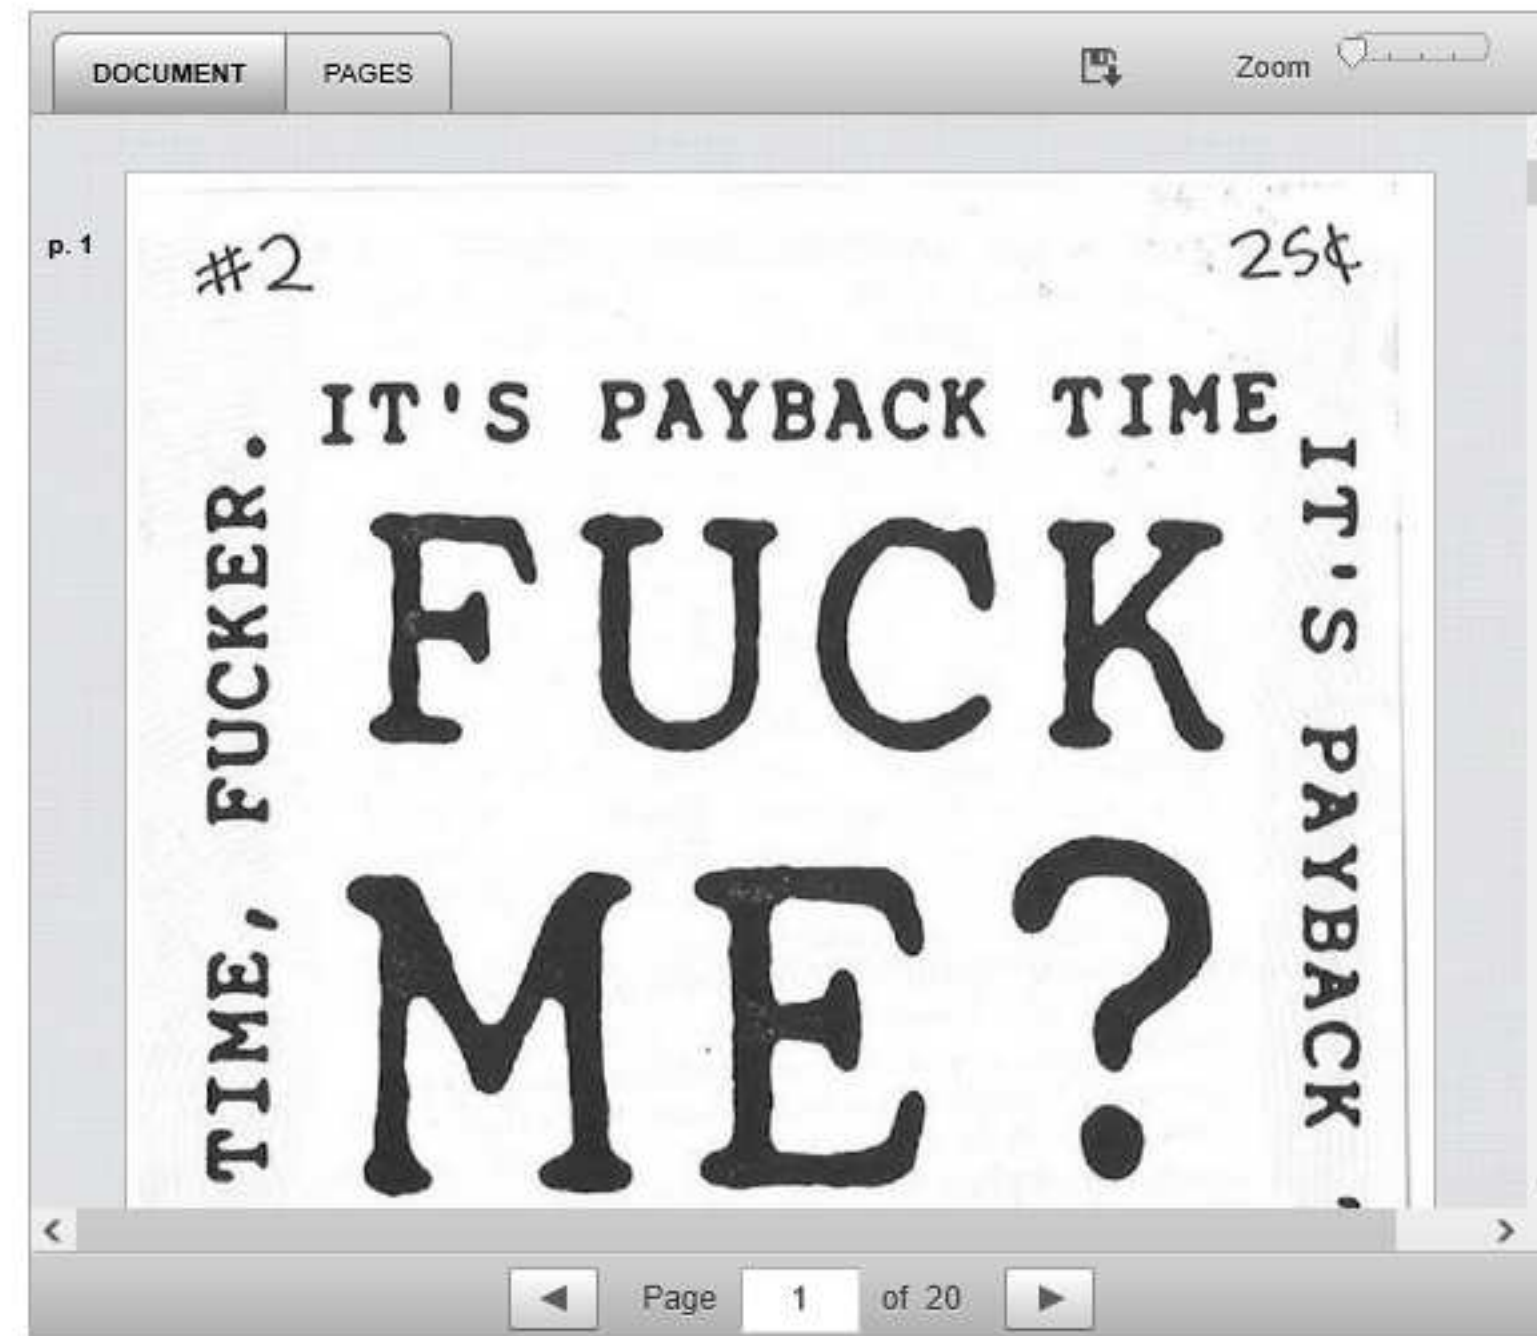 DOCUMENT PAGES Zoom
p. 1
#2 25¢
IT'S PAYBACK TIME
IT'S PAYBACK,
TIME, FUCKER.
FUCK
ME?
Page 1 of 20